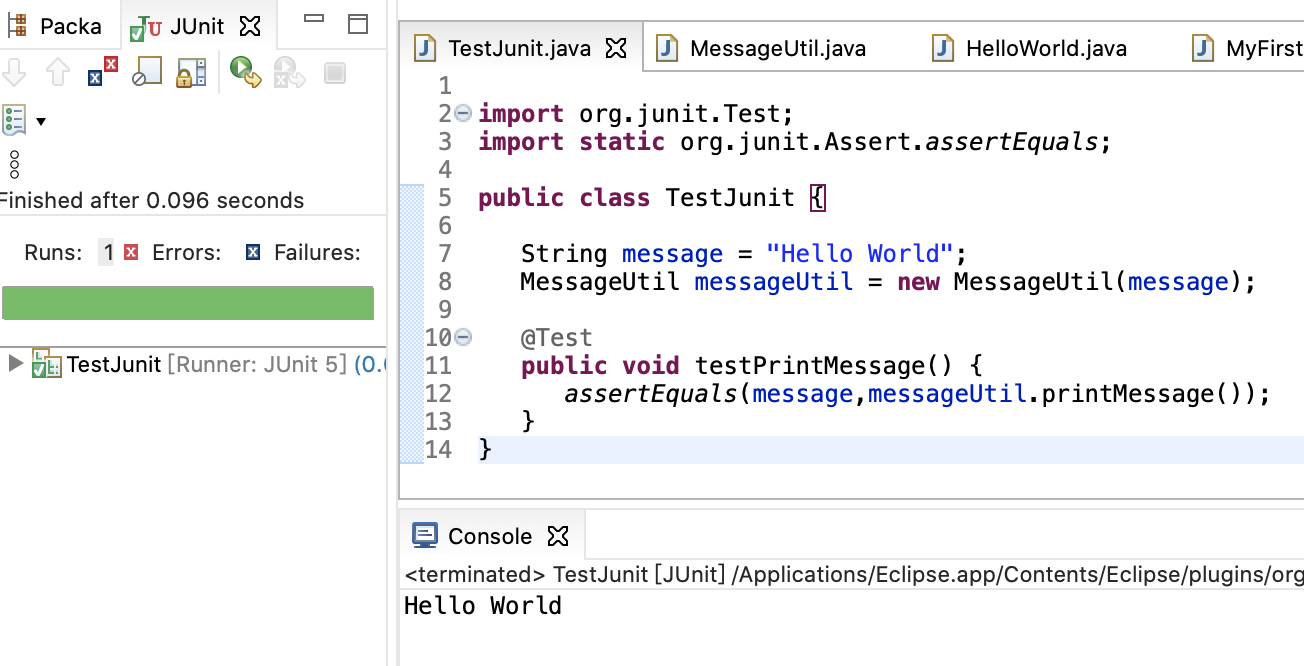 Packa
JUnit
Finished after 0.096 seconds
Runs: 1 Errors: Failures:
TestJunit [Runner: JUnit 5] (0.0
TestJunit.java MessageUtil.java HelloWorld.java MyFirst
1
2 import org.junit.Test;
3 import static org.junit.Assert.assertEquals;
4
5 public class TestJunit {
6
7 String message = "Hello World";
8 MessageUtil messageUtil = new MessageUtil(message);
9
10 @Test
11 public void testPrintMessage() {
12 assertEquals(message,messageUtil.printMessage());
13 }
14 }
Console
<terminated> TestJunit [JUnit] /Applications/Eclipse.app/Contents/Eclipse/plugins/org
Hello World